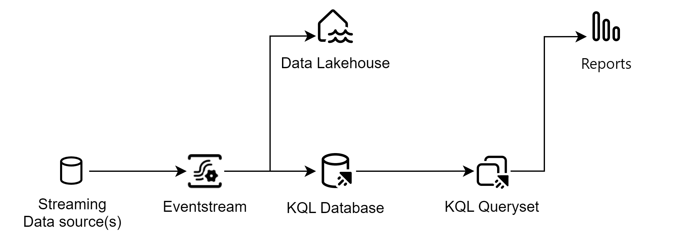 Data Lakehouse
Reports
Streaming
Data source(s)
Eventstream
KQL Database
KQL Queryset